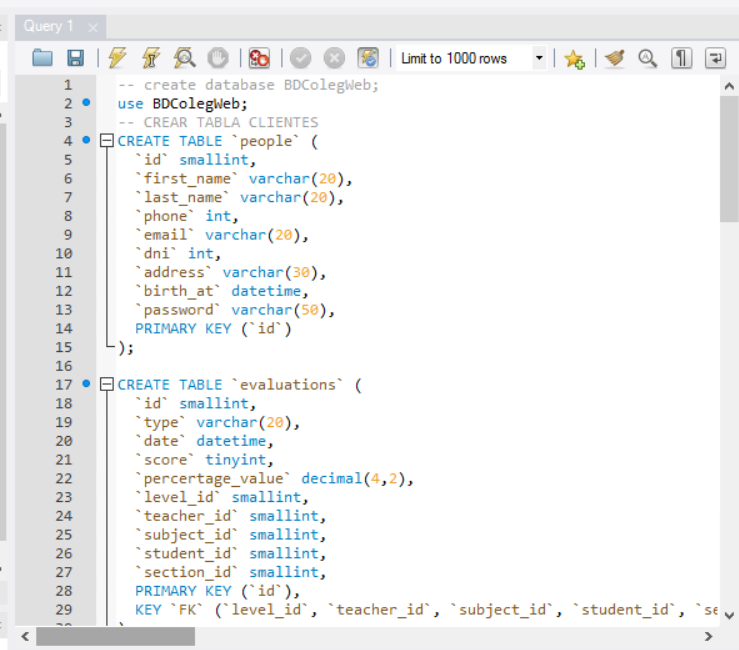 Query 1
Limit to 1000 rows
1 -- create database BDColegWeb;
2 use BDColegWeb;
3 -- CREAR TABLA CLIENTES
4 CREATE TABLE `people` (
5 `id` smallint,
6 `first_name` varchar(20),
7 `last_name` varchar(20),
8 `phone` int,
9 `email` varchar(20),
10 `dni` int,
11 `address` varchar(30),
12 `birth_at` datetime,
13 `password` varchar(50),
14 PRIMARY KEY (`id`)
15 );
16
17 CREATE TABLE `evaluations` (
18 `id` smallint,
19 `type` varchar(20),
20 `date` datetime,
21 `score` tinyint,
22 `percertage_value` decimal(4,2),
23 `level_id` smallint,
24 `teacher_id` smallint,
25 `subject_id` smallint,
26 `student_id` smallint,
27 `section_id` smallint,
28 PRIMARY KEY (`id`),
29 KEY `FK` (`level_id`, `teacher_id`, `subject_id`, `student_id`, `se